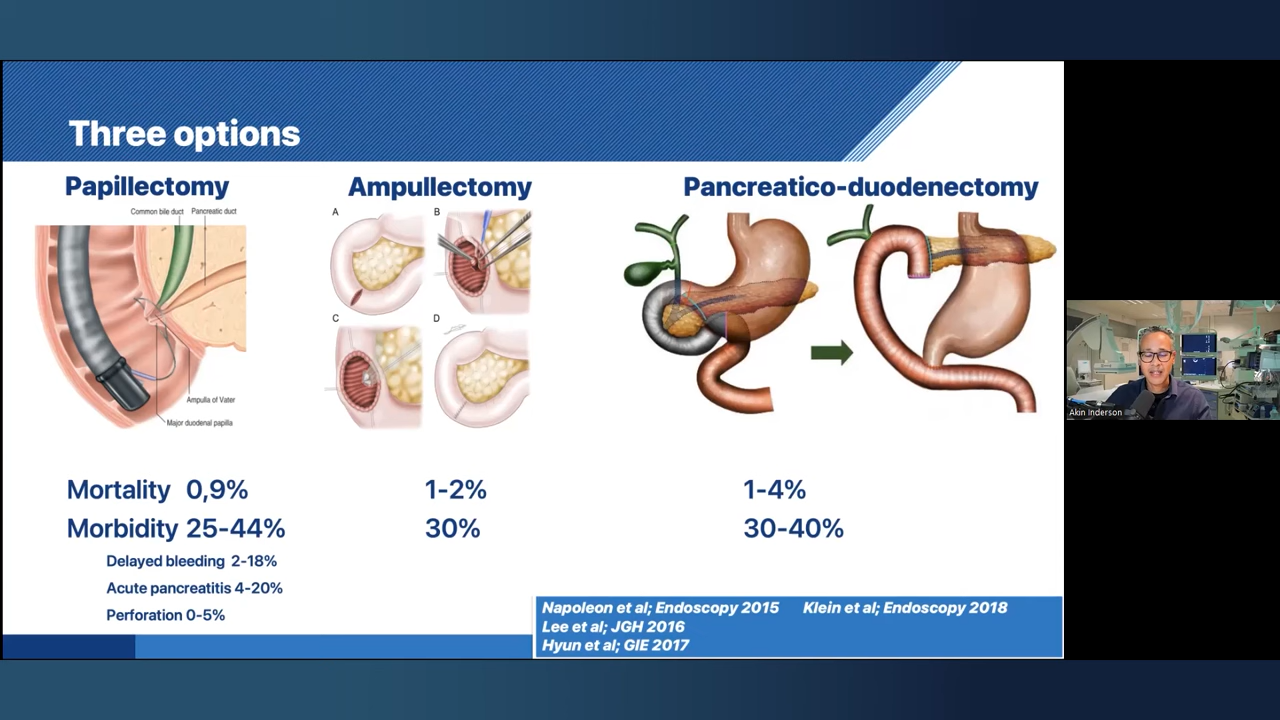 Three options
Papillectomy
Ampullectomy
Pancreatico-duodenectomy
Common bile duct
Pancreatic duct
Ampulla of Vater
Major duodenal papilla
A
B
C
D
Mortality 0,9%
1-2%
1-4%
Morbidity 25-44%
30%
30-40%
Delayed bleeding 2-18%
Acute pancreatitis 4-20%
Perforation 0-5%
Napoleon et al; Endoscopy 2015 Klein et al; Endoscopy 2018
Lee et al; JGH 2016
Hyun et al; GIE 2017
Akin Inderson